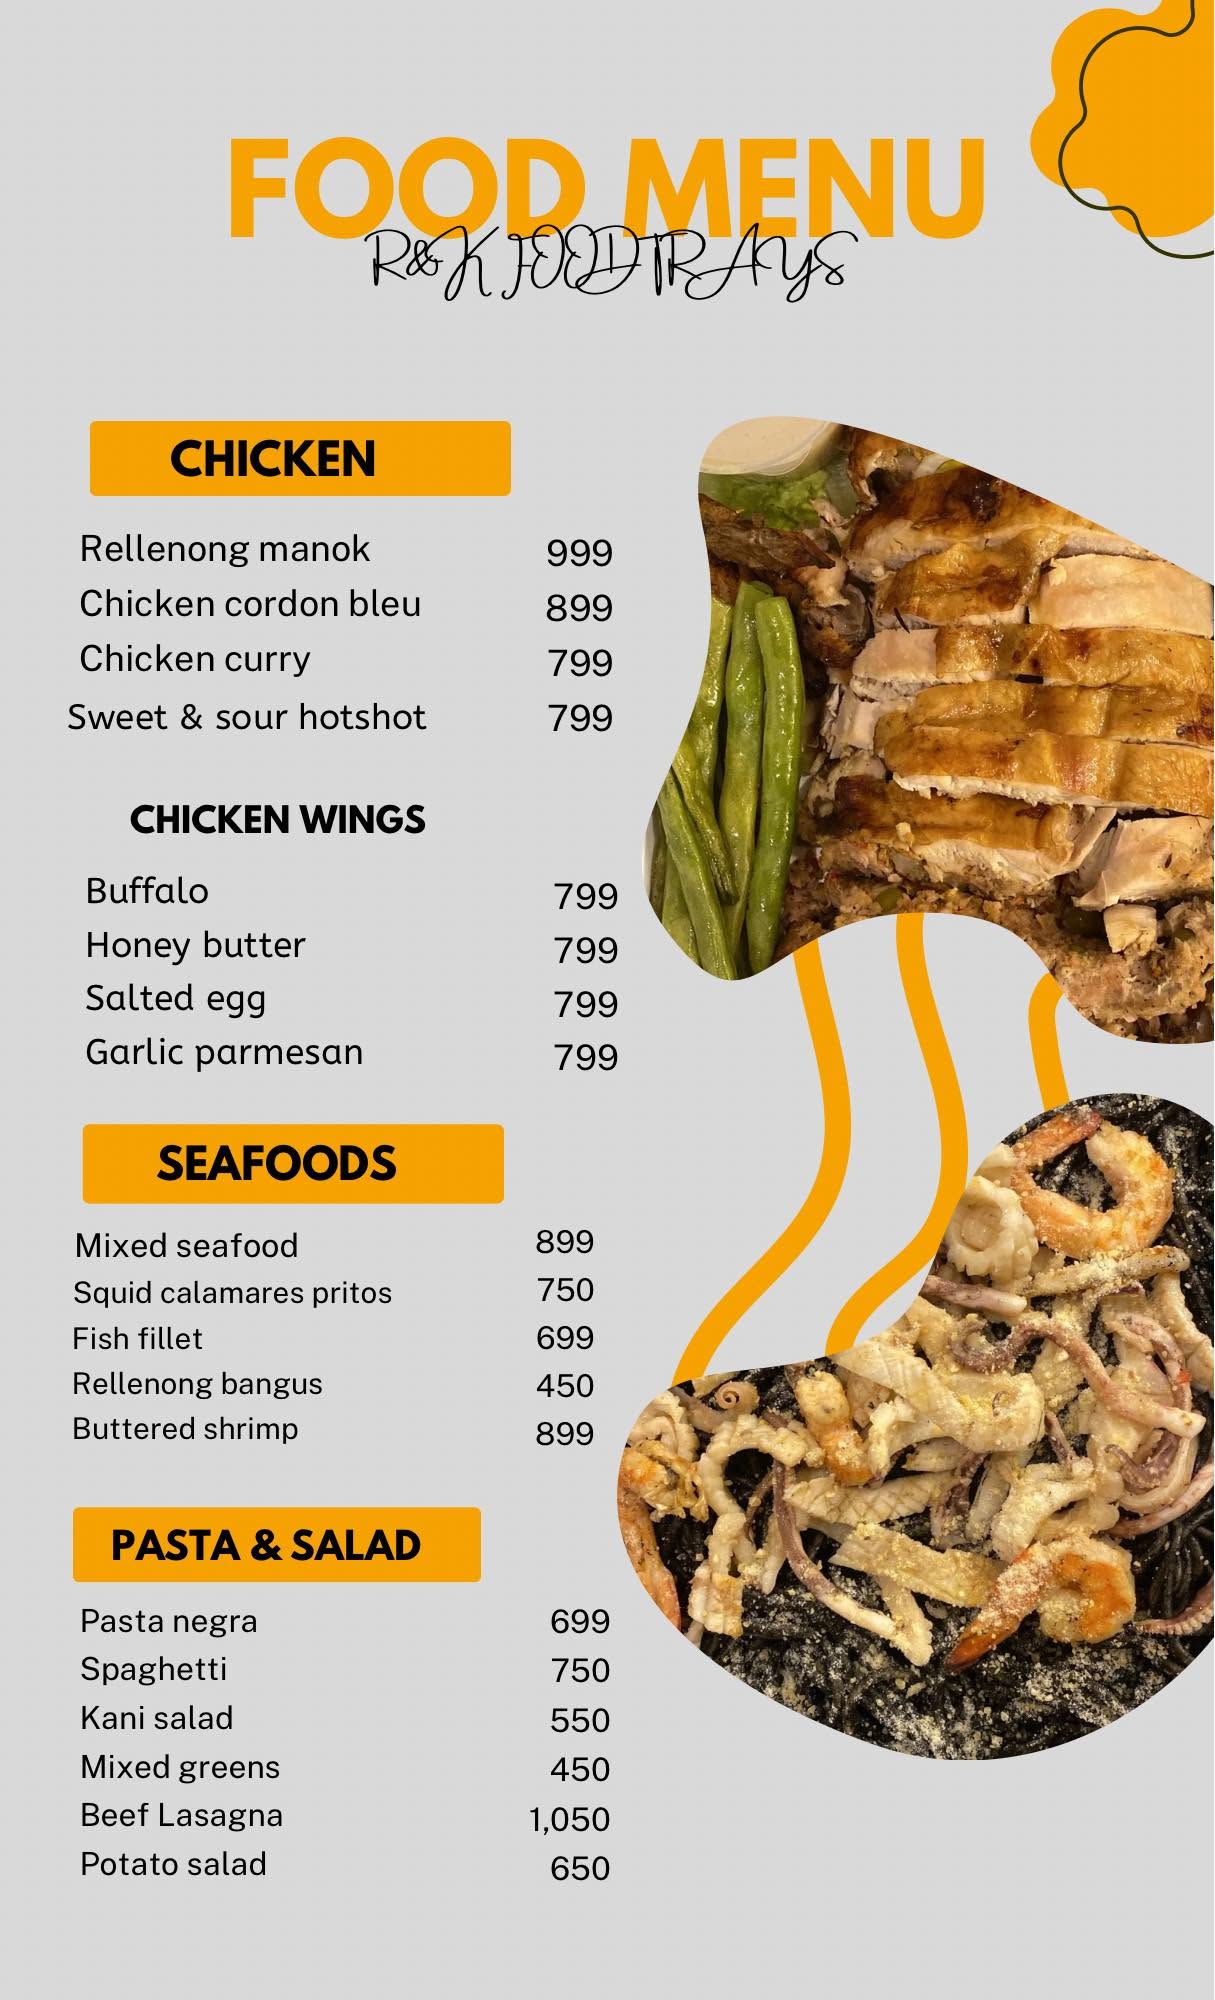 FOOD MENU
R&K FOOD TRAYS
CHICKEN
Rellenong manok 999
Chicken cordon bleu 899
Chicken curry 799
Sweet & sour hotshot 799
CHICKEN WINGS
Buffalo 799
Honey butter 799
Salted egg 799
Garlic parmesan 799
SEAFOODS
Mixed seafood 899
Squid calamares pritos 750
Fish fillet 699
Rellenong bangus 450
Buttered shrimp 899
PASTA & SALAD
Pasta negra 699
Spaghetti 750
Kani salad 550
Mixed greens 450
Beef Lasagna 1,050
Potato salad 650